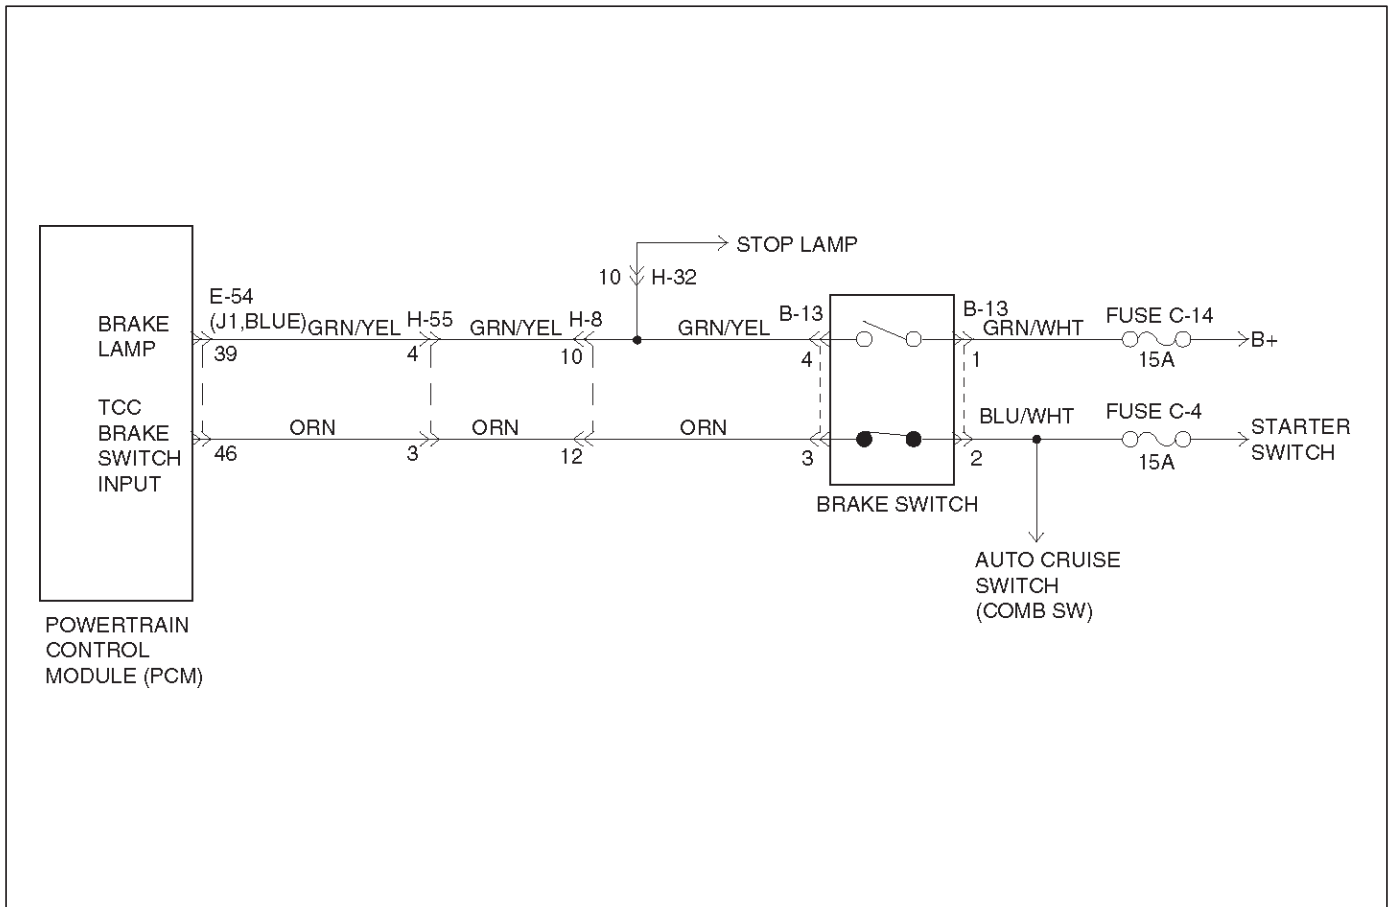 STOP LAMP
10 H-32
E-54
(J1,BLUE)
GRN/YEL
H-55
GRN/YEL
H-8
GRN/YEL
B-13
B-13
GRN/WHT
FUSE C-14
BRAKE
LAMP
39
4
10
4
1
15A
B+
TCC
BRAKE
SWITCH
INPUT
ORN
ORN
ORN
BLU/WHT
FUSE C-4
46
3
12
3
2
15A
STARTER
SWITCH
BRAKE SWITCH
AUTO CRUISE
SWITCH
(COMB SW)
POWERTRAIN
CONTROL
MODULE (PCM)